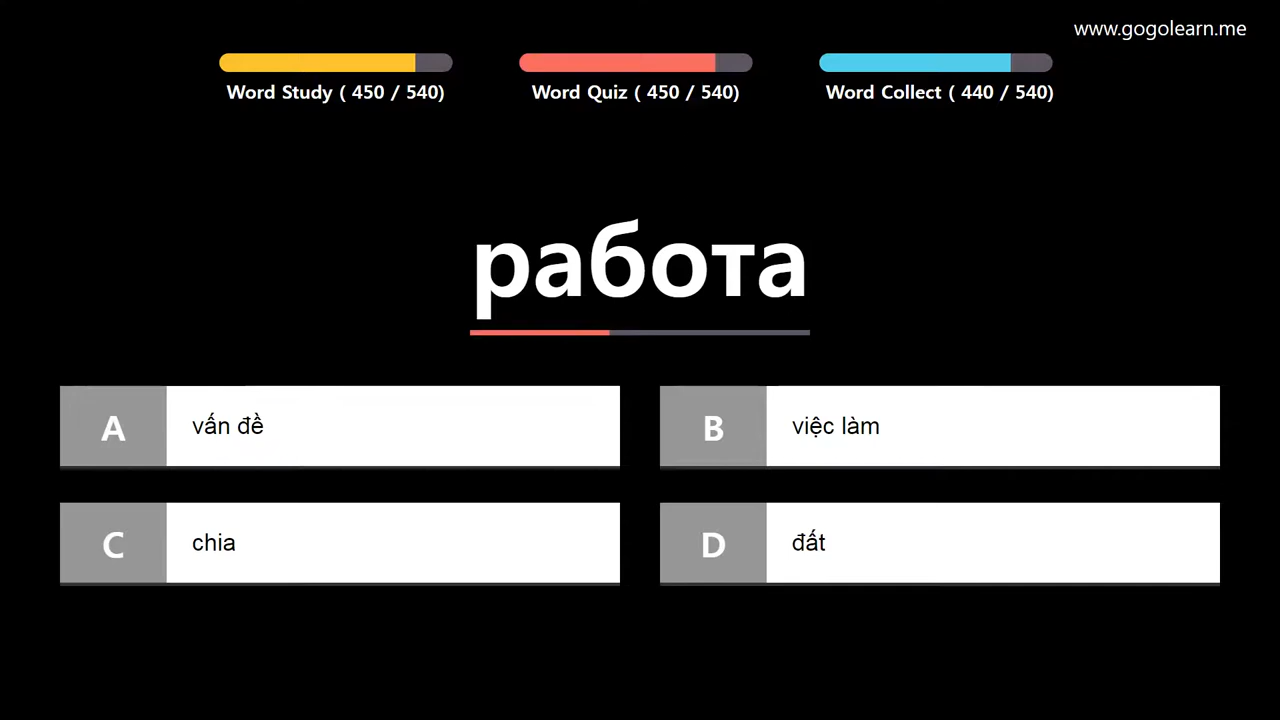 www.gogolearn.me
Word Study ( 450 / 540)
Word Quiz ( 450 / 540)
Word Collect ( 440 / 540)
работа
A vấn đề
B việc làm
C chia
D đất